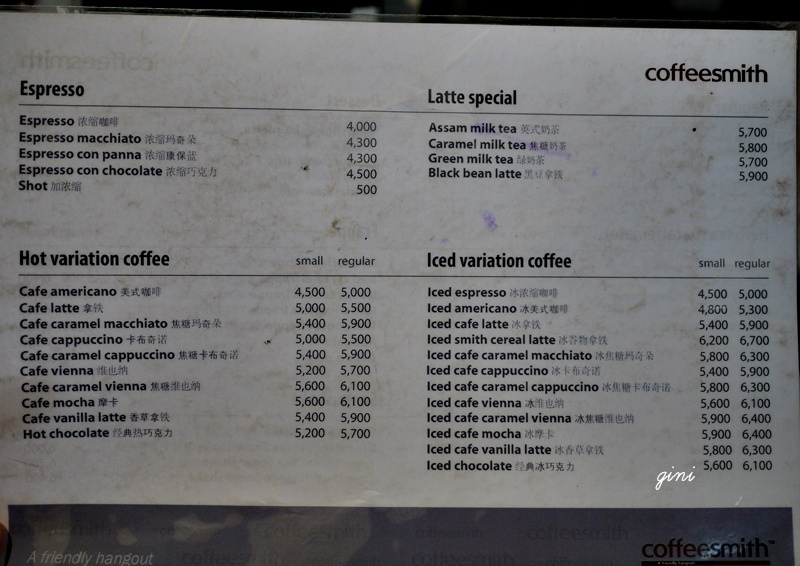 coffeesmith
Espresso
Espresso 浓缩咖啡 4,000
Espresso macchiato 浓缩玛奇朵 4,300
Espresso con panna 浓缩康保蓝 4,300
Espresso con chocolate 浓缩巧克力 4,500
Shot 加浓缩 500
Latte special
Assam milk tea 英式奶茶 5,700
Caramel milk tea 焦糖奶茶 5,800
Green milk tea 绿奶茶 5,700
Black bean latte 黑豆拿铁 5,900
Hot variation coffee small regular
Cafe americano 美式咖啡 4,500 5,000
Cafe latte 拿铁 5,000 5,500
Cafe caramel macchiato 焦糖玛奇朵 5,400 5,900
Cafe cappuccino 卡布奇诺 5,000 5,500
Cafe caramel cappuccino 焦糖卡布奇诺 5,400 5,900
Cafe vienna 维也纳 5,200 5,700
Cafe caramel vienna 焦糖维也纳 5,600 6,100
Cafe mocha 摩卡 5,600 6,100
Cafe vanilla latte 香草拿铁 5,400 5,900
Hot chocolate 经典热巧克力 5,200 5,700
Iced variation coffee small regular
Iced espresso 冰浓缩咖啡 4,500 5,000
Iced americano 冰美式咖啡 4,800 5,300
Iced cafe latte 冰拿铁 5,400 5,900
Iced smith cereal latte 冰谷物拿铁 6,200 6,700
Iced cafe caramel macchiato 冰焦糖玛奇朵 5,800 6,300
Iced cafe cappuccino 冰卡布奇诺 5,400 5,900
Iced cafe caramel cappuccino 冰焦糖卡布奇诺 5,800 6,300
Iced cafe vienna 冰维也纳 5,600 6,100
Iced cafe caramel vienna 冰焦糖维也纳 5,900 6,400
Iced cafe mocha 冰摩卡 5,900 6,400
Iced cafe vanilla latte 冰香草拿铁 5,800 6,300
Iced chocolate 经典冰巧克力 5,600 6,100
gini
A friendly hangout
coffeesmith™
A friendly hangout